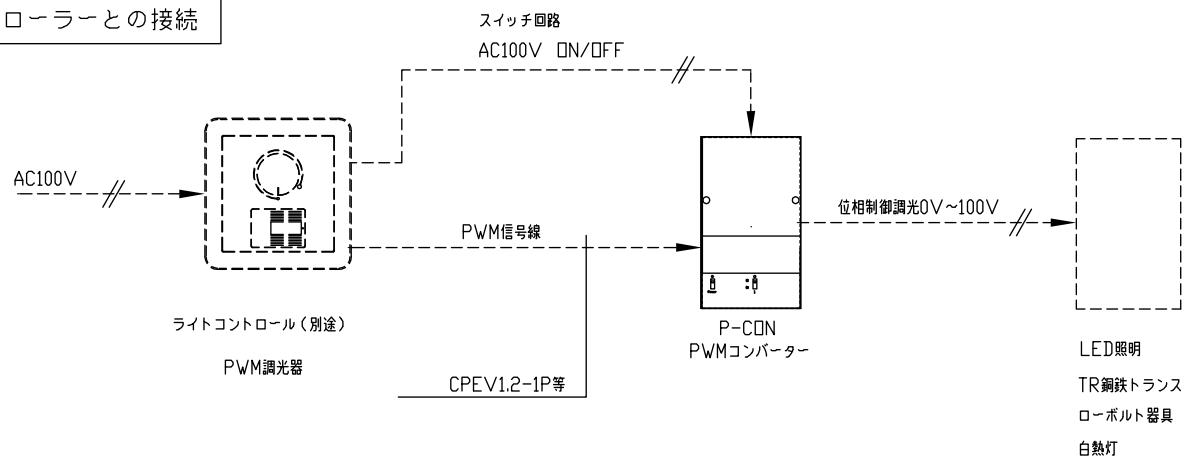 ローラーとの接続
スイッチ回路
AC100V ON/OFF
AC100V
PWM信号線
位相制御調光0V~100V
ライトコントロール(別途)
PWM調光器
CPEV1.2-1P等
P-CON
PWMコンバーター
LED照明
TR銅鉄トランス
ローボルト器具
白熱灯